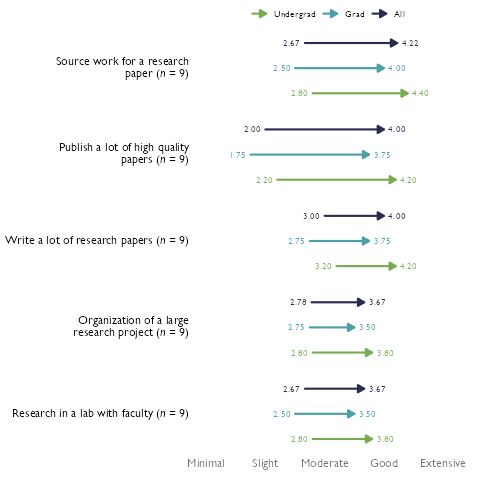 Undergrad Grad All
2.67 4.22
Source work for a research
paper (n = 9)
2.50 4.00
2.80 4.40
2.00 4.00
Publish a lot of high quality
papers (n = 9)
1.75 3.75
2.20 4.20
3.00 4.00
Write a lot of research papers (n = 9) 2.75 3.75
3.20 4.20
2.78 3.67
Organization of a large
research project (n = 9)
2.75 3.50
2.80 3.80
2.67 3.67
Research in a lab with faculty (n = 9) 2.50 3.50
2.80 3.80
Minimal Slight Moderate Good Extensive